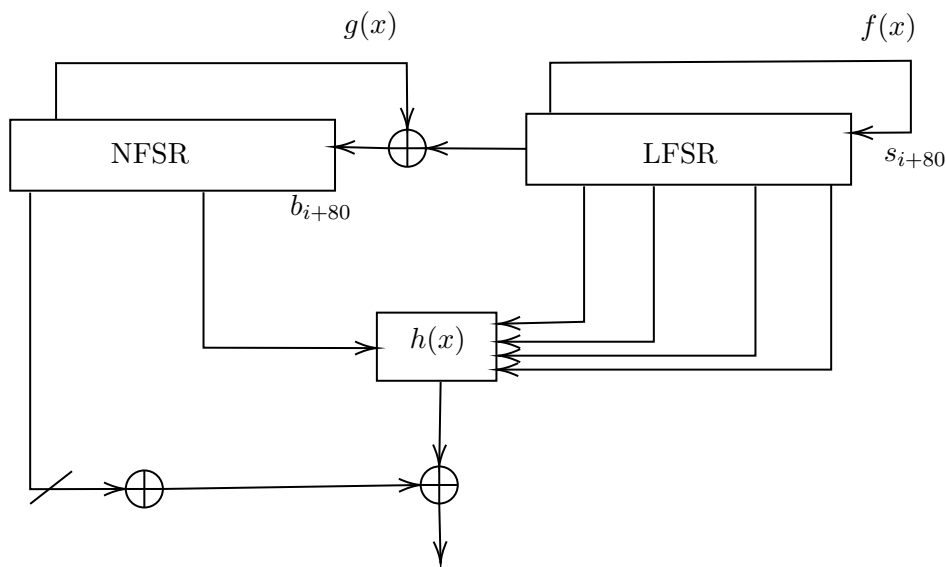 g(x)
f(x)
NFSR
LFSR
s_{i+80}
b_{i+80}
h(x)